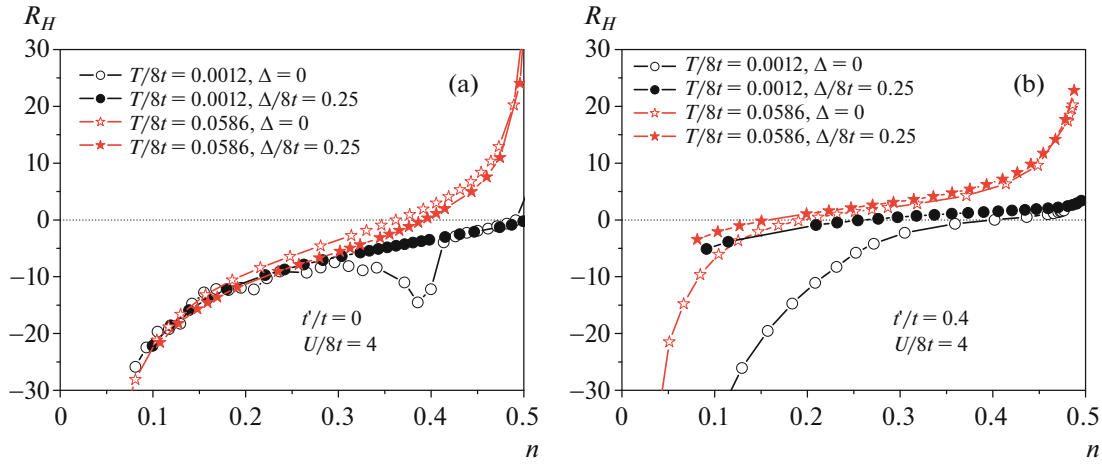 R_H
30
20
10
0
−10
−20
−30
T/8t = 0.0012, Δ = 0
T/8t = 0.0012, Δ/8t = 0.25
T/8t = 0.0586, Δ = 0
T/8t = 0.0586, Δ/8t = 0.25
(a)
t'/t = 0
U/8t = 4
0 0.1 0.2 0.3 0.4 0.5
n
R_H
30
20
10
0
−10
−20
−30
T/8t = 0.0012, Δ = 0
T/8t = 0.0012, Δ/8t = 0.25
T/8t = 0.0586, Δ = 0
T/8t = 0.0586, Δ/8t = 0.25
(b)
t'/t = 0.4
U/8t = 4
0 0.1 0.2 0.3 0.4 0.5
n